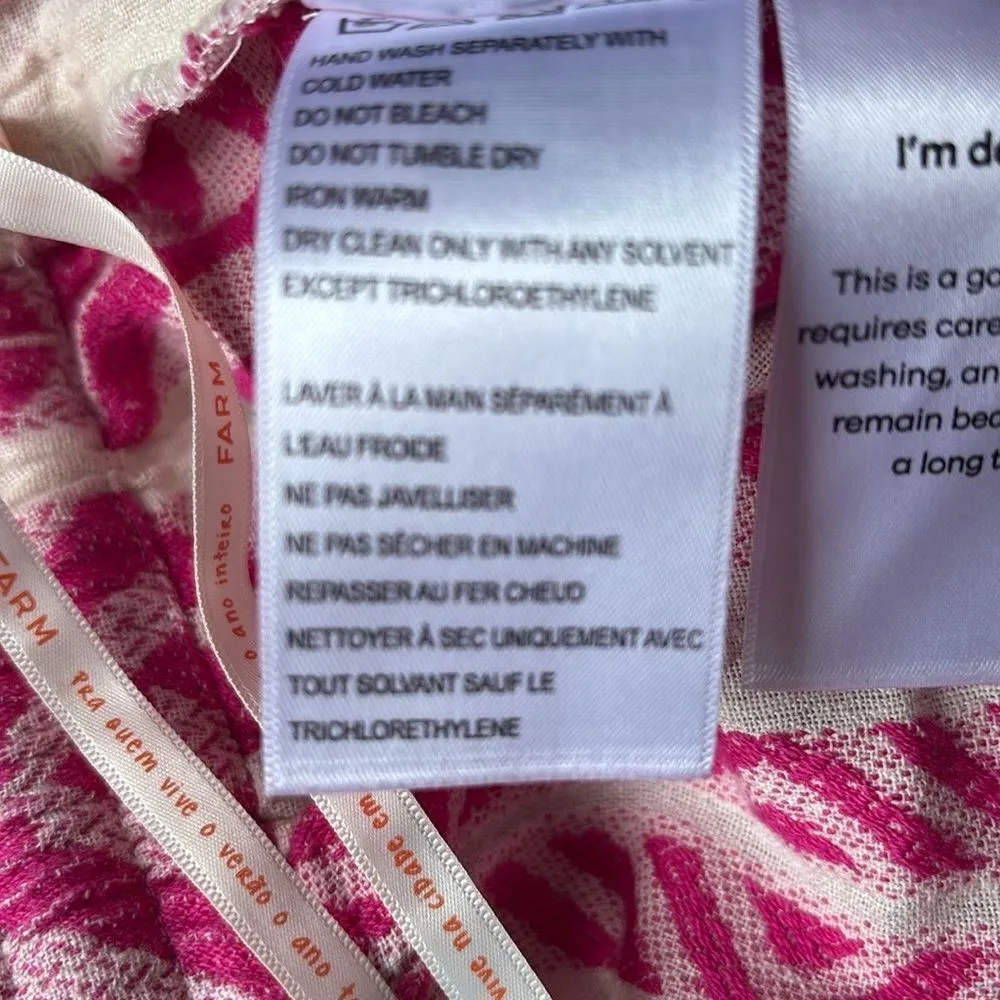 HAND WASH SEPARATELY WITH
COLD WATER
DO NOT BLEACH
DO NOT TUMBLE DRY
IRON WARM
DRY CLEAN ONLY WITH ANY SOLVENT
EXCEPT TRICHLOROETHYLENE
LAVER À LA MAIN SÉPARÉMENT À
L'EAU FROIDE
NE PAS JAVELLISER
NE PAS SÉCHER EN MACHINE
REPASSER AU FER CHEUD
NETTOYER À SEC UNIQUEMENT AVEC
TOUT SOLVANT SAUF LE
TRICHLORETHYLENE
I'm de
This is a ga
requires care
washing, an
remain bea
a long t
o ano inteiro FARM
FARM PRA QUEM VIVE O VERÃO O ano
vive na cidade em